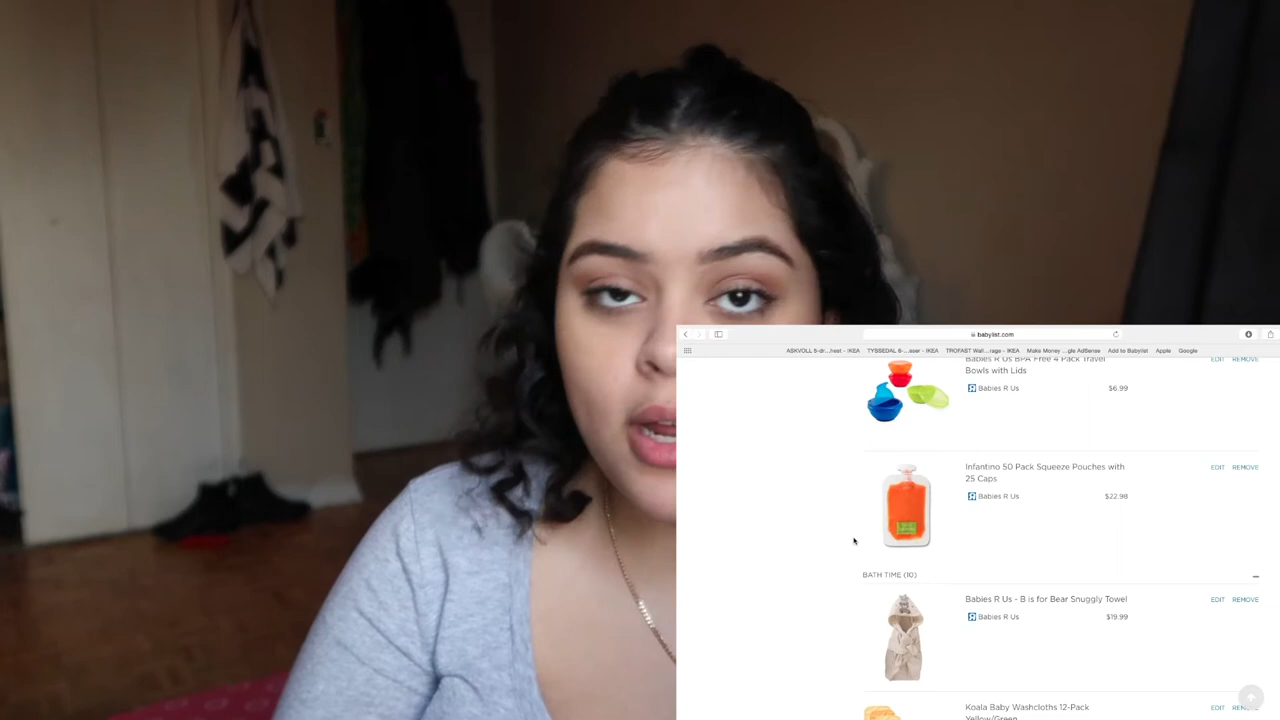 babylist.com
ASKVOLL 5-dr...hest - IKEA TYSSEDAL 6-...aser - IKEA TROFAST Wall...rage - IKEA Make Money ...gle AdSense Add to Babylist Apple Google
Babies R Us BPA Free 4 Pack Travel
Bowls with Lids
EDIT REMOVE
Babies R Us $6.99
Infantino 50 Pack Squeeze Pouches with
25 Caps
EDIT REMOVE
Babies R Us $22.98
BATH TIME (10)
Babies R Us - B is for Bear Snuggly Towel EDIT REMOVE
Babies R Us $19.99
Koala Baby Washcloths 12-Pack EDIT REMOVE
Yellow/Green